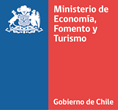 Ministerio de
Economía,
Fomento y
Turismo
Gobierno de Chile